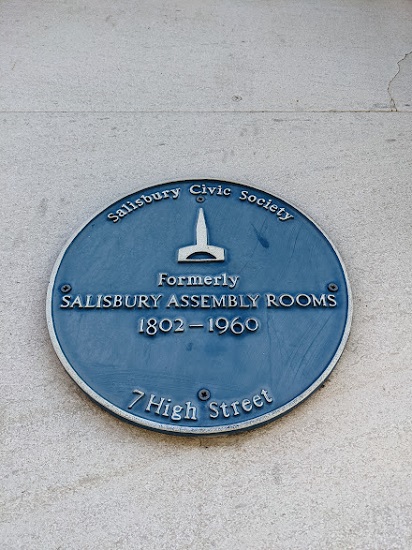 Salisbury Civic Society
Formerly
SALISBURY ASSEMBLY ROOMS
1802-1960
7 High Street